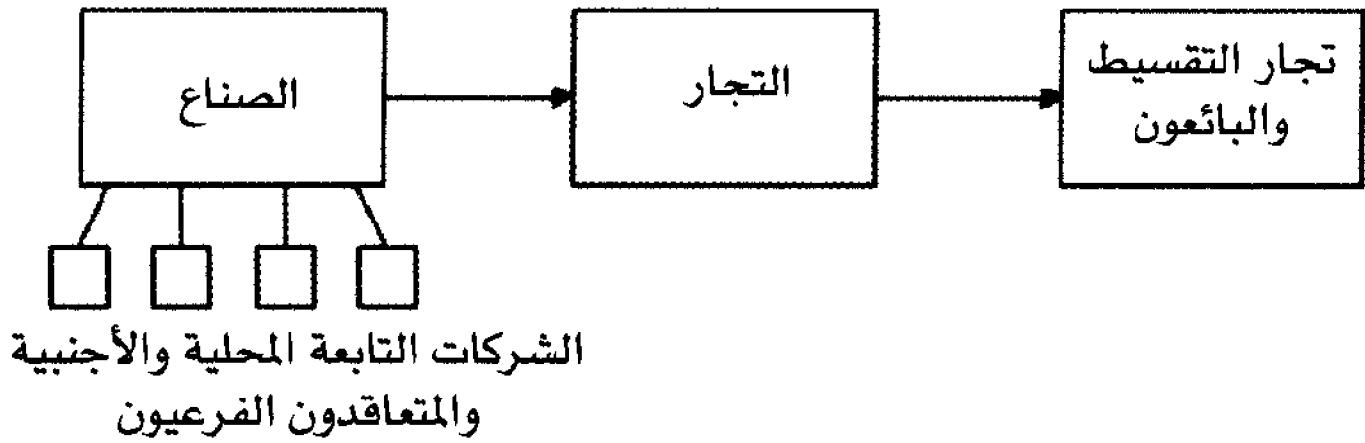 الصناع
التجار
تجار التقسيط
والبائعون
الشركات التابعة المحلية والأجنبية
والمتعاقدون الفرعيون